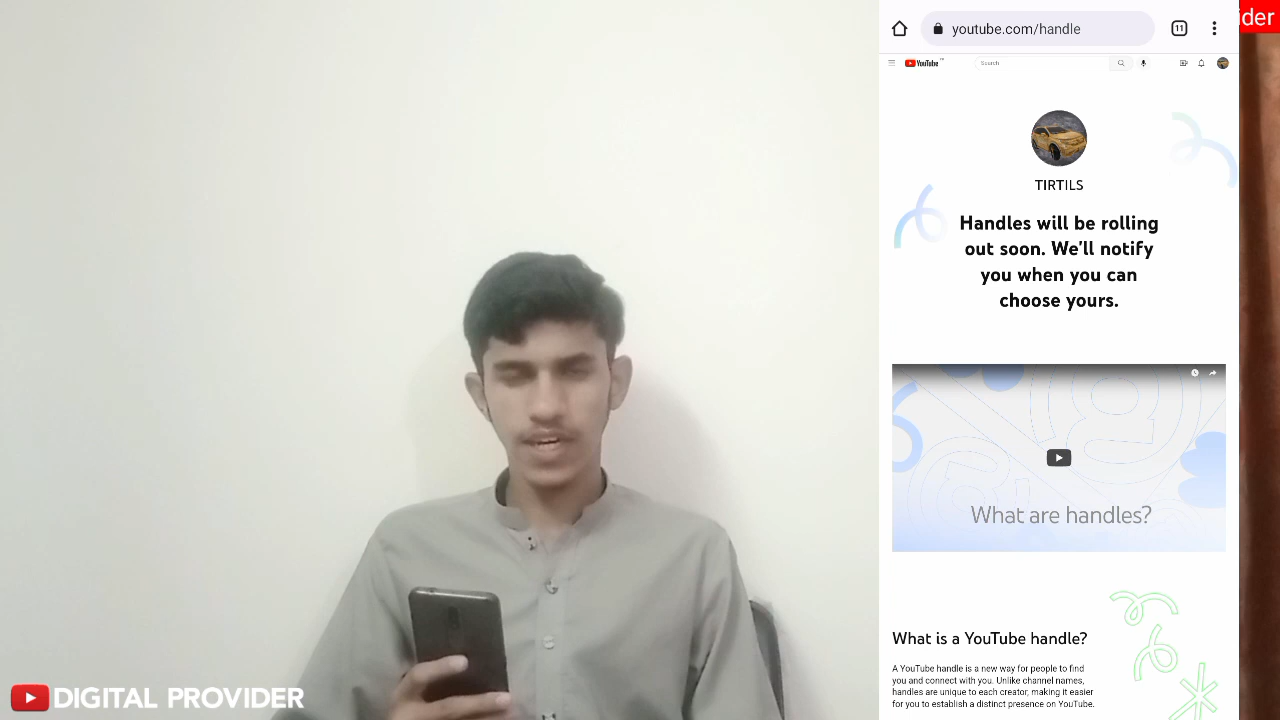 ider
youtube.com/handle
11
YouTube
Search
TIRTILS
Handles will be rolling
out soon. We'll notify
you when you can
choose yours.
What are handles?
What is a YouTube handle?
A YouTube handle is a new way for people to find
you and connect with you. Unlike channel names,
handles are unique to each creator, making it easier
for you to establish a distinct presence on YouTube.
DIGITAL PROVIDER